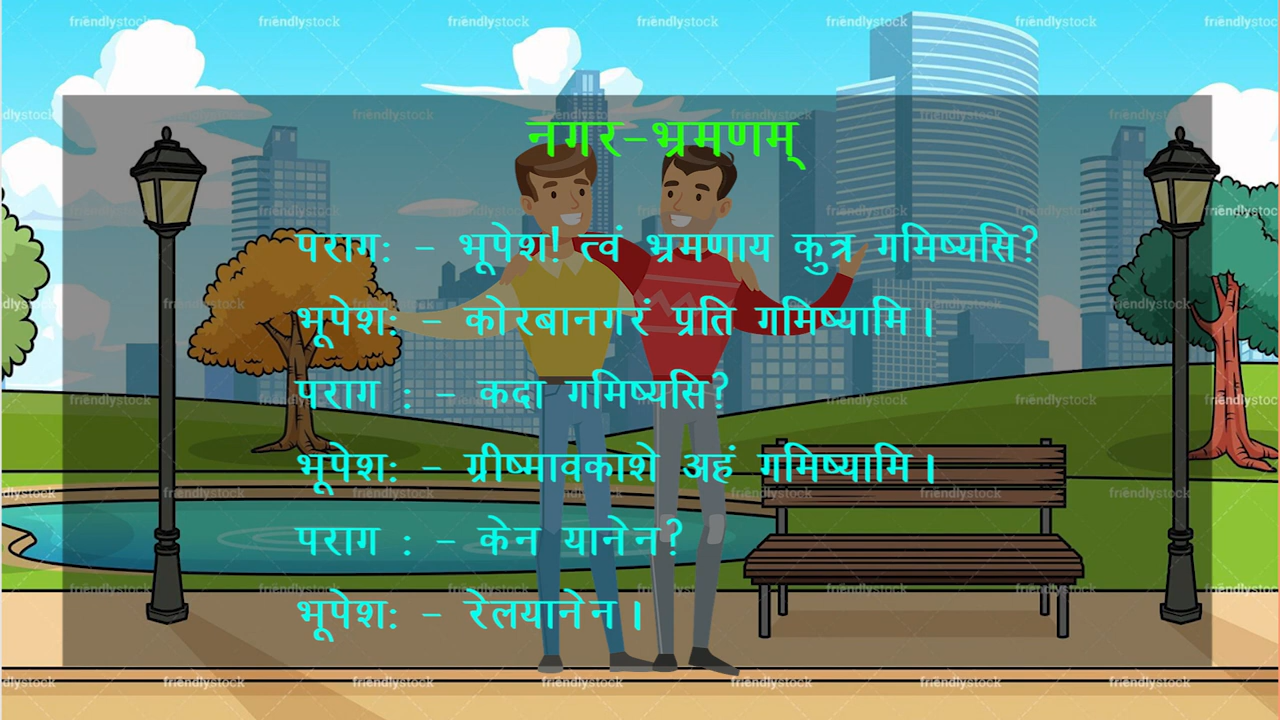 नगर-भ्रमणम्
परागः - भूपेश! त्वं भ्रमणाय कुत्र गमिष्यसि?
भूपेशः - कोरबानगरं प्रति गमिष्यामि।
पराग : - कदा गमिष्यसि?
भूपेशः - ग्रीष्मावकाशे अहं गमिष्यामि।
पराग : - केन यानेन?
भूपेशः - रेलयानेन।
friendlystock